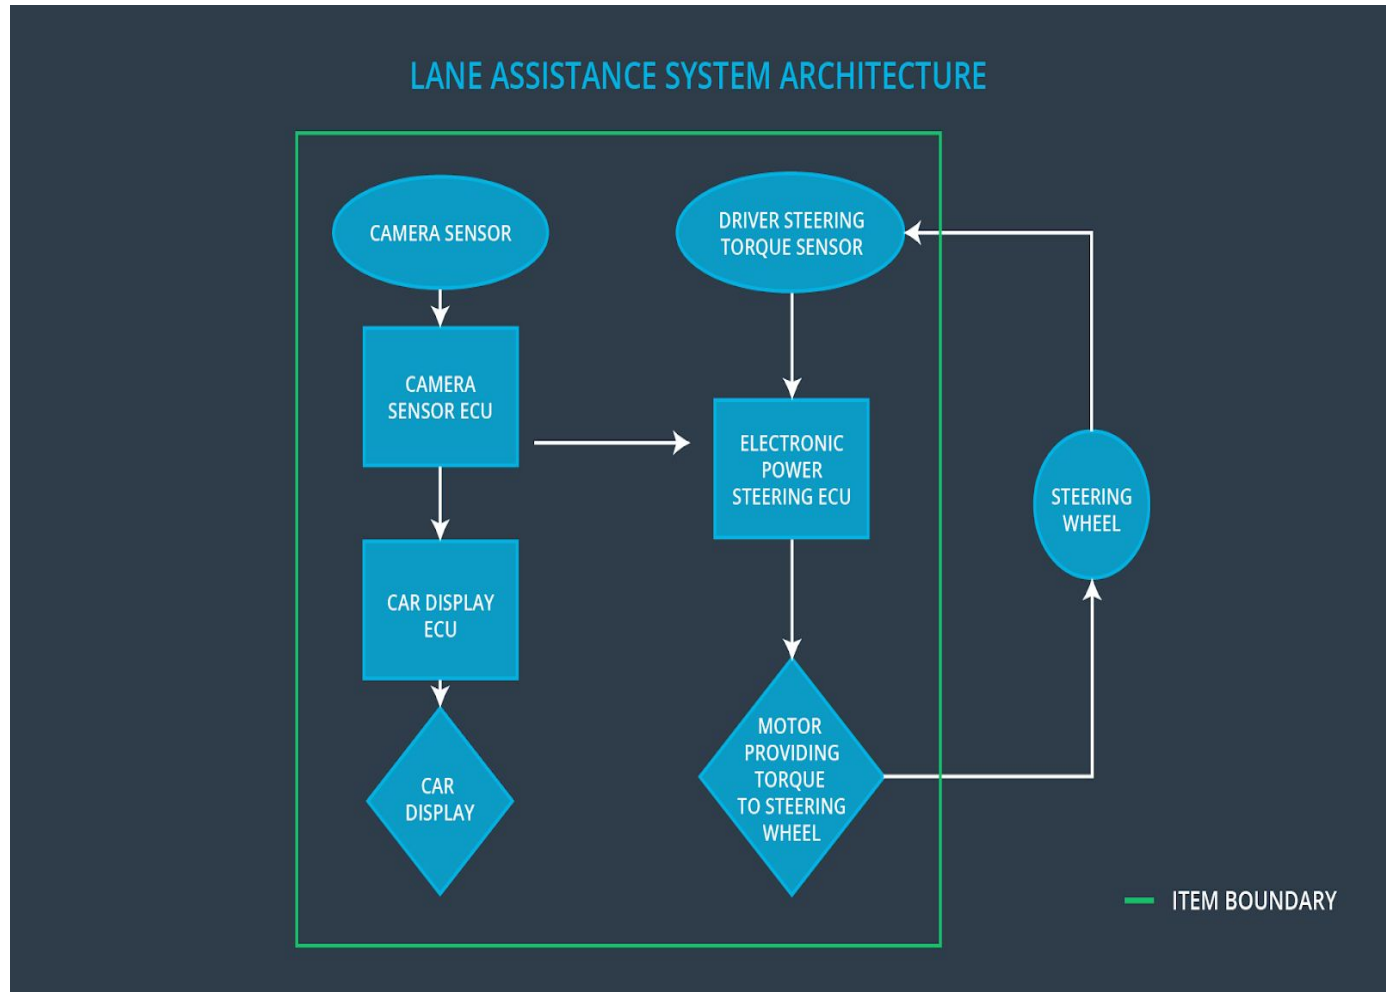 LANE ASSISTANCE SYSTEM ARCHITECTURE
CAMERA SENSOR
DRIVER STEERING
TORQUE SENSOR
CAMERA
SENSOR ECU
ELECTRONIC
POWER
STEERING ECU
STEERING
WHEEL
CAR DISPLAY
ECU
MOTOR
PROVIDING
TORQUE
TO STEERING
WHEEL
CAR
DISPLAY
ITEM BOUNDARY